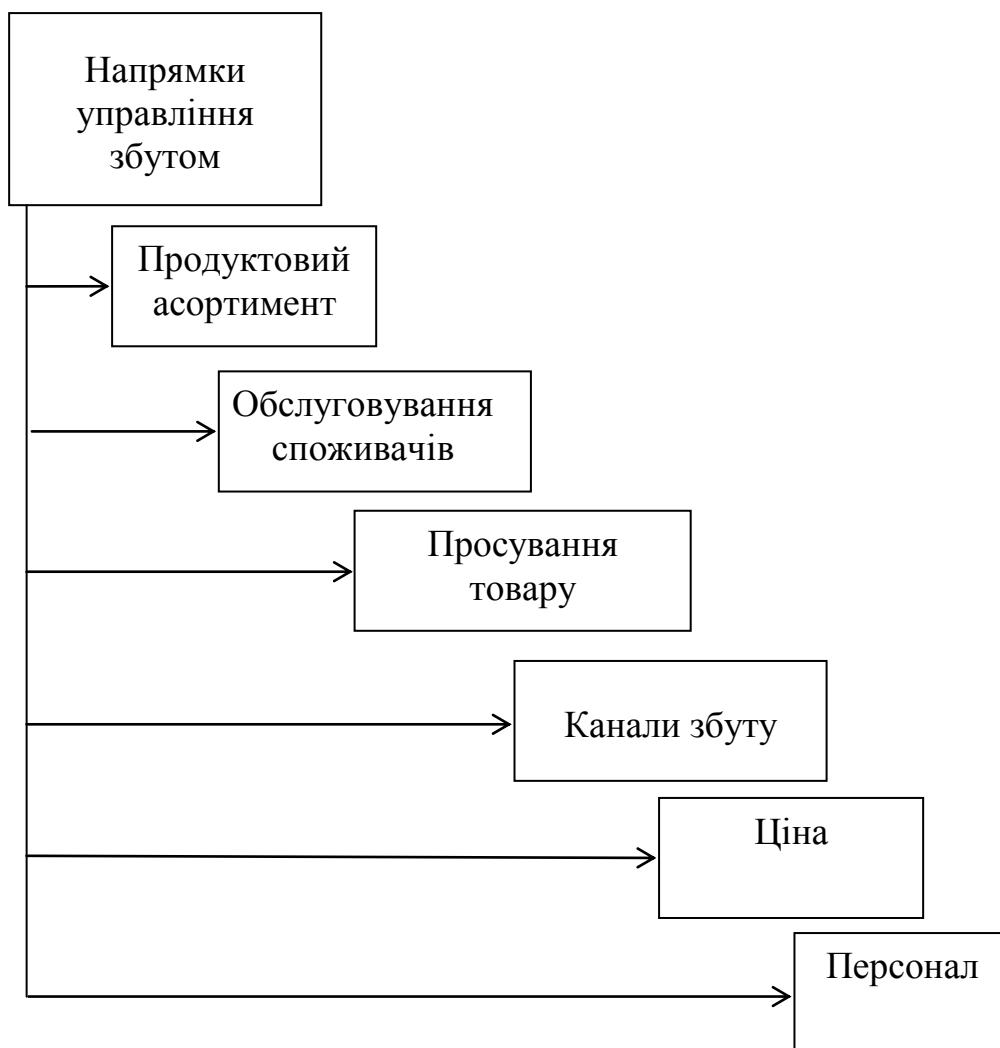 Напрямки
управління
збутом
Продуктовий
асортимент
Обслуговування
споживачів
Просування
товару
Канали збуту
Ціна
Персонал